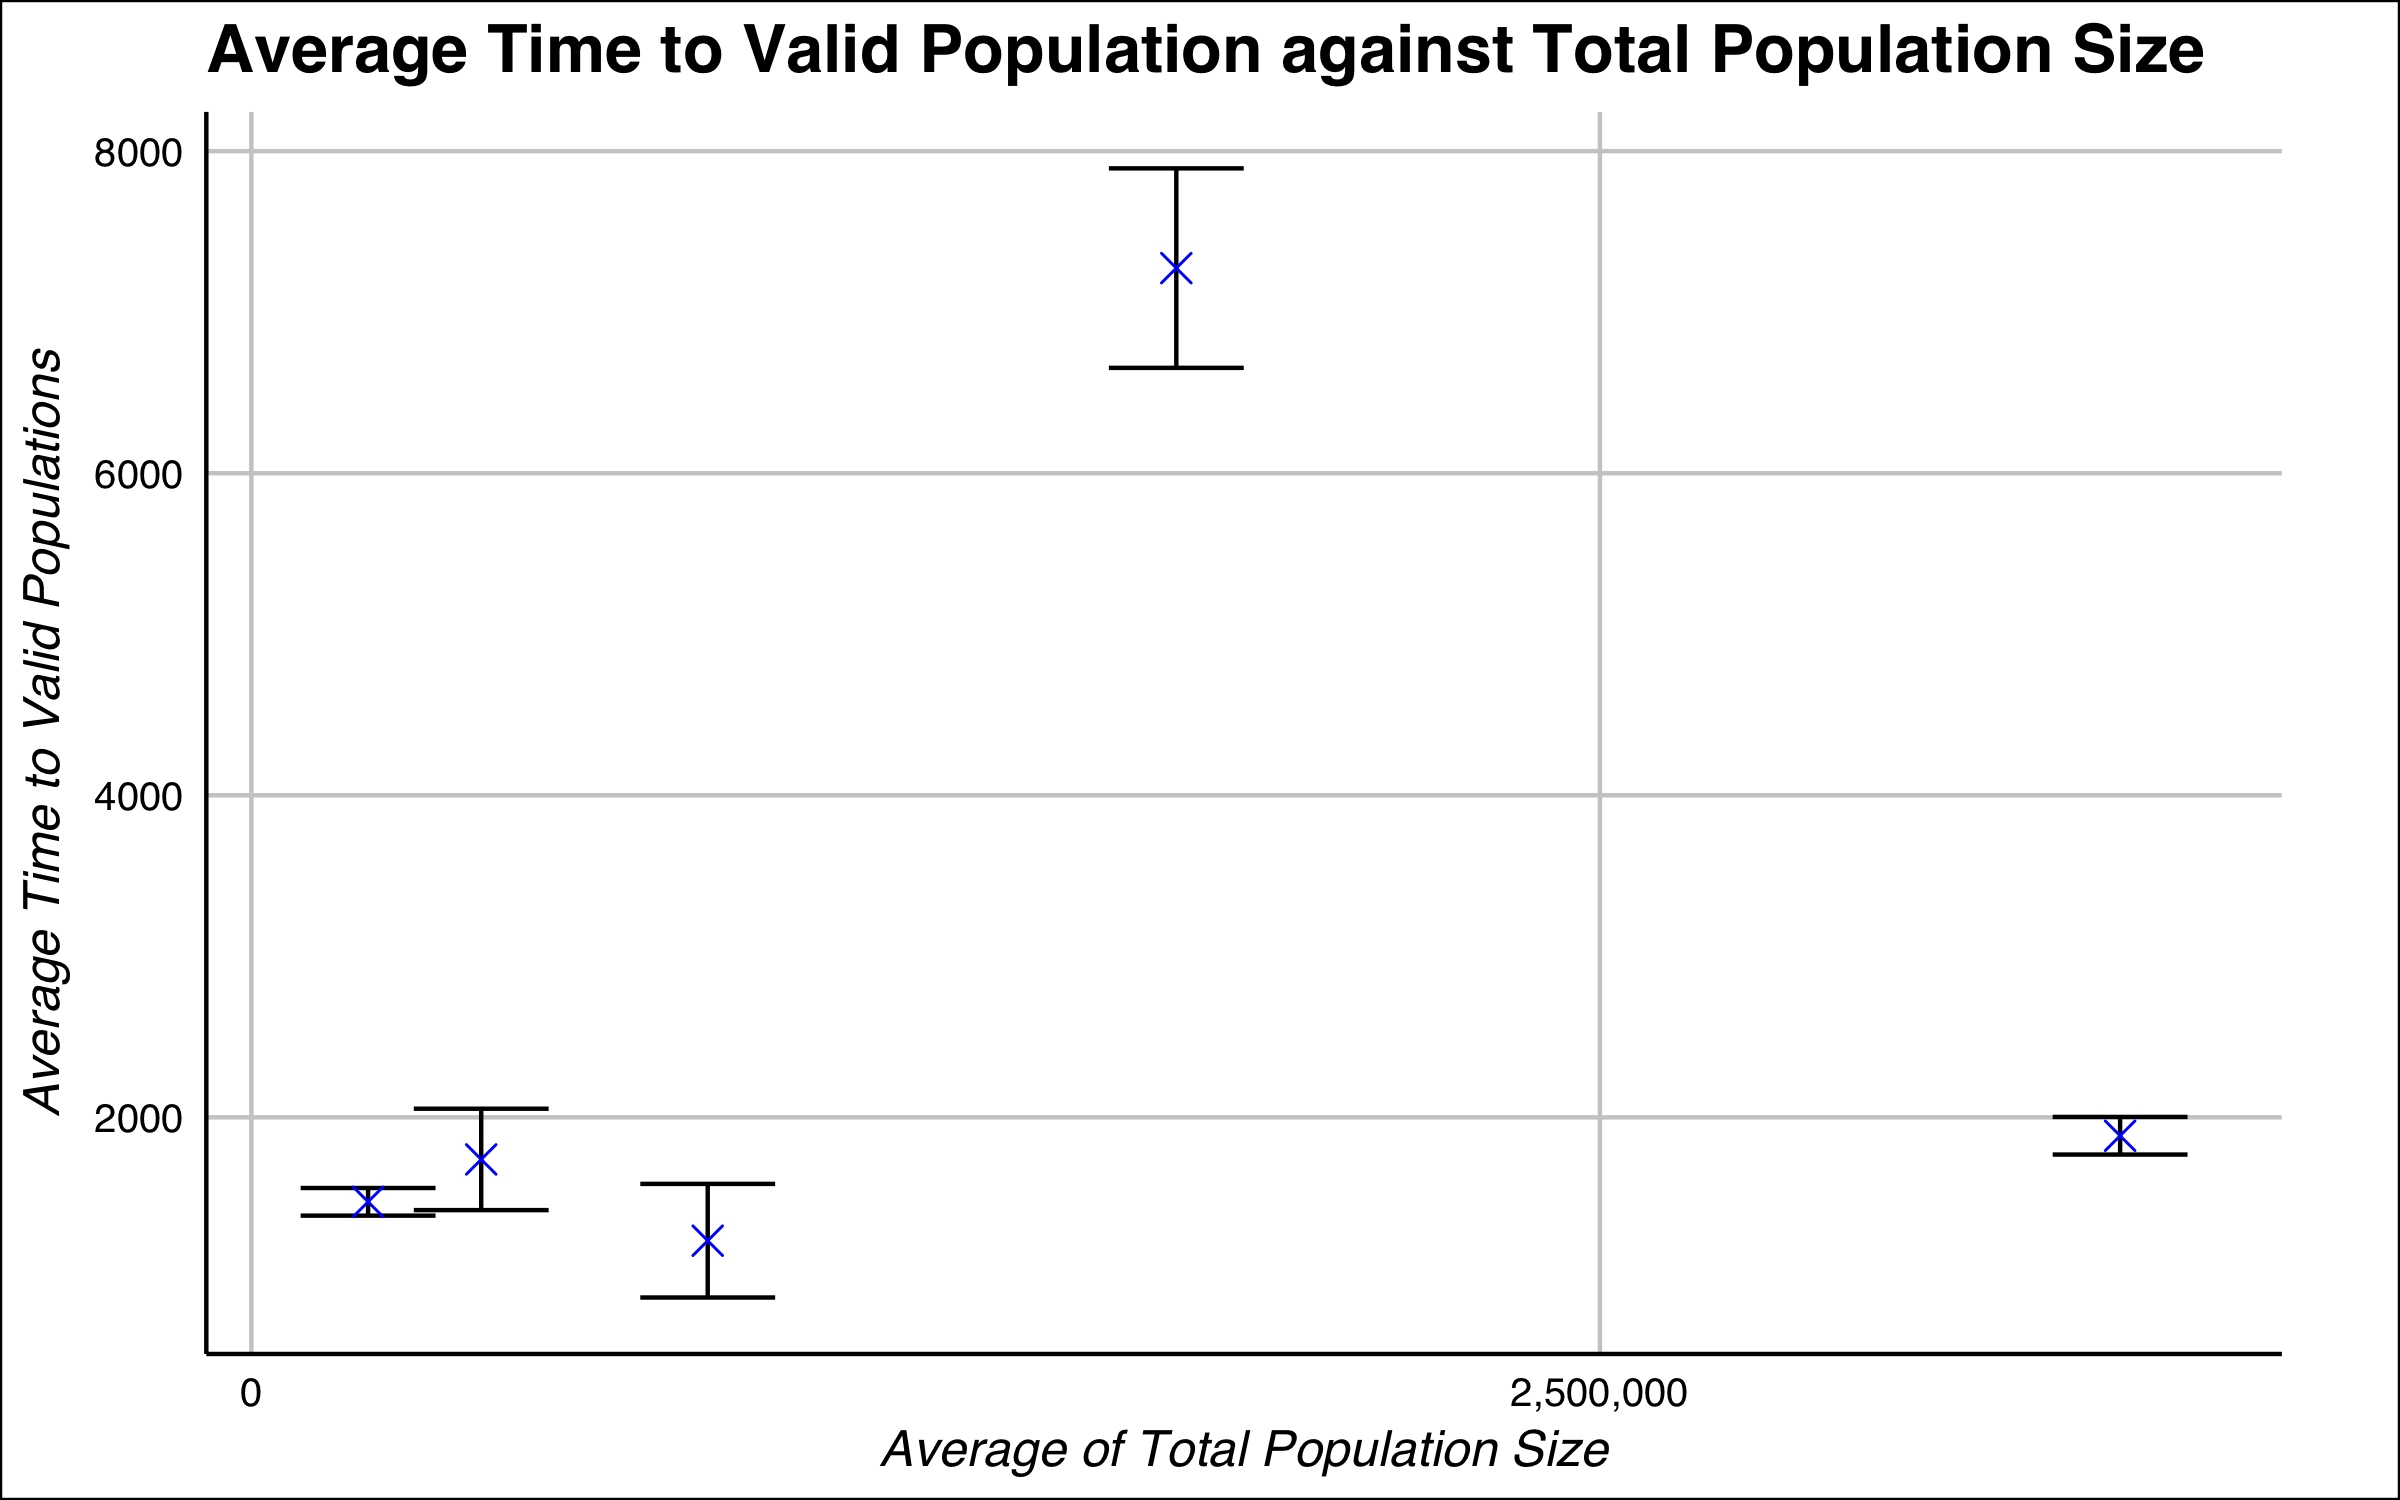 Average Time to Valid Population against Total Population Size
8000
6000
4000
2000
Average Time to Valid Populations
0
2,500,000
Average of Total Population Size